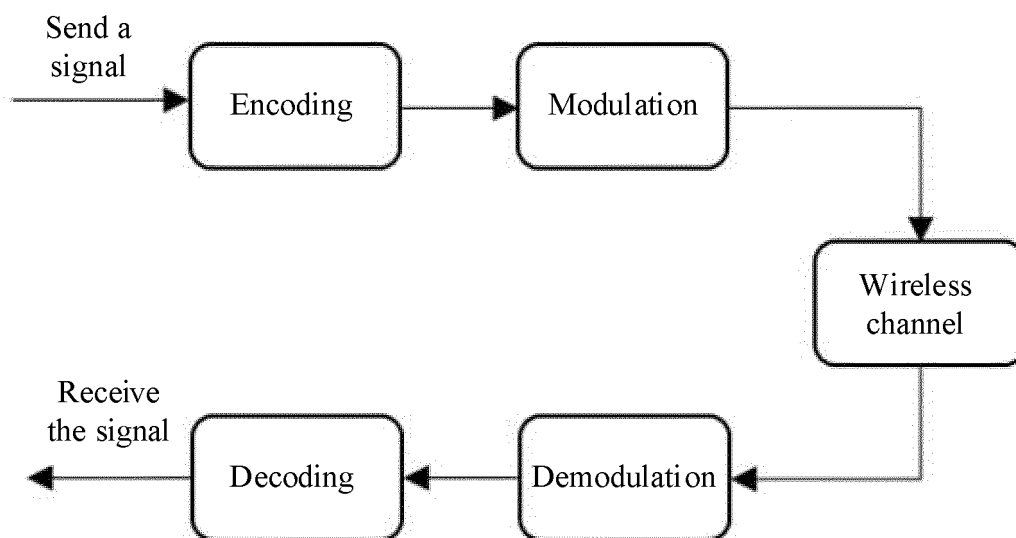 Send a
signal
Encoding
Modulation
Wireless
channel
Receive
the signal
Decoding
Demodulation